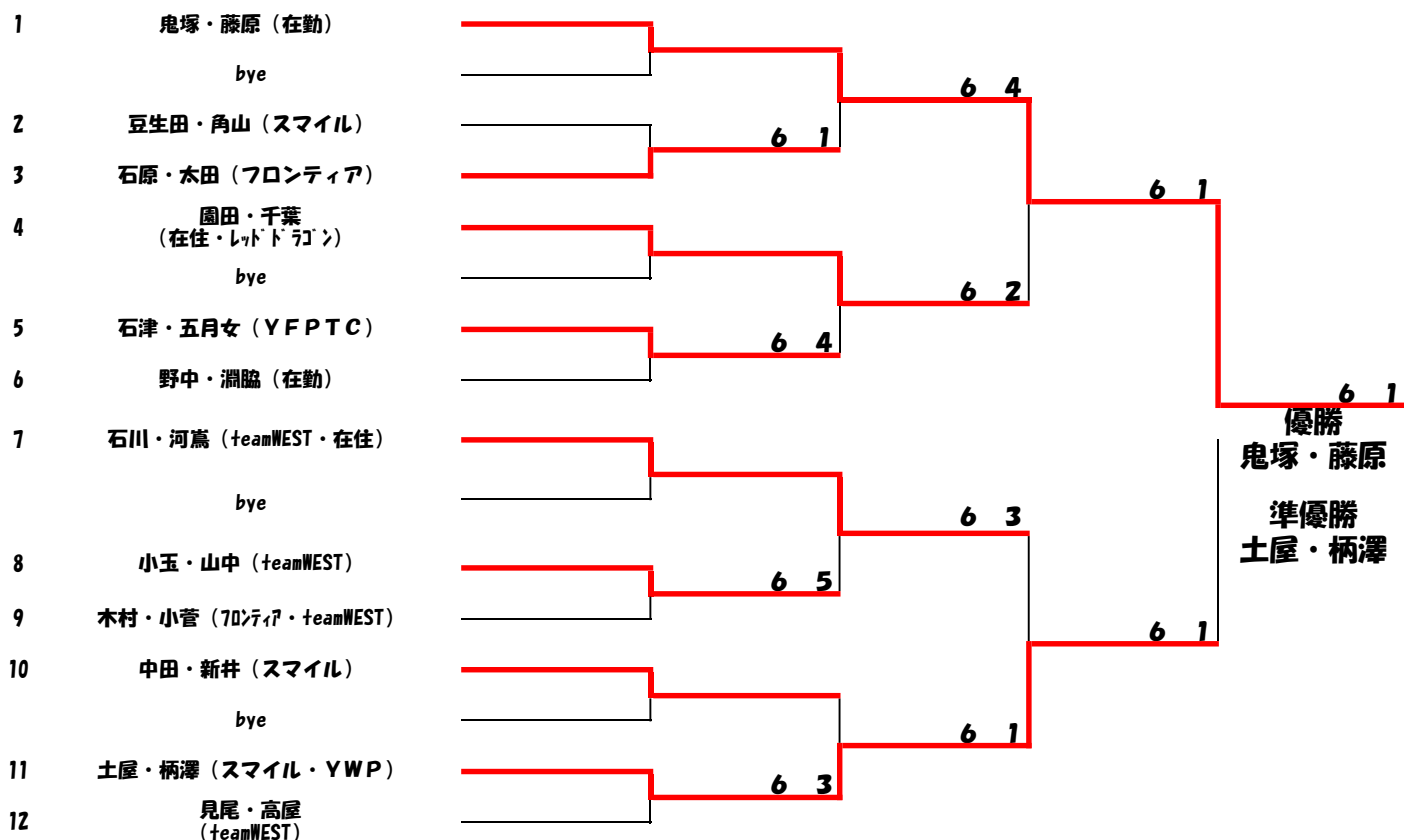 1 鬼塚・藤原（在勤）
bye
6 4
2 豆生田・角山（スマイル）
6 1
3 石原・太田（フロンティア）
6 1
4 園田・千葉
（在住・ﾚｯﾄﾞﾄﾞﾗｺﾞﾝ）
bye
6 2
5 石津・五月女（ＹＦＰＴＣ）
6 4
6 野中・淵脇（在勤）
6 1
優勝
鬼塚・藤原
7 石川・河嶌（teamWEST・在住）
bye
6 3
準優勝
土屋・柄澤
8 小玉・山中（teamWEST）
6 5
9 木村・小菅（ﾌﾛﾝﾃｨｱ・teamWEST）
6 1
10 中田・新井（スマイル）
bye
6 1
11 土屋・柄澤（スマイル・ＹＷＰ）
6 3
12 見尾・高屋
（teamWEST）